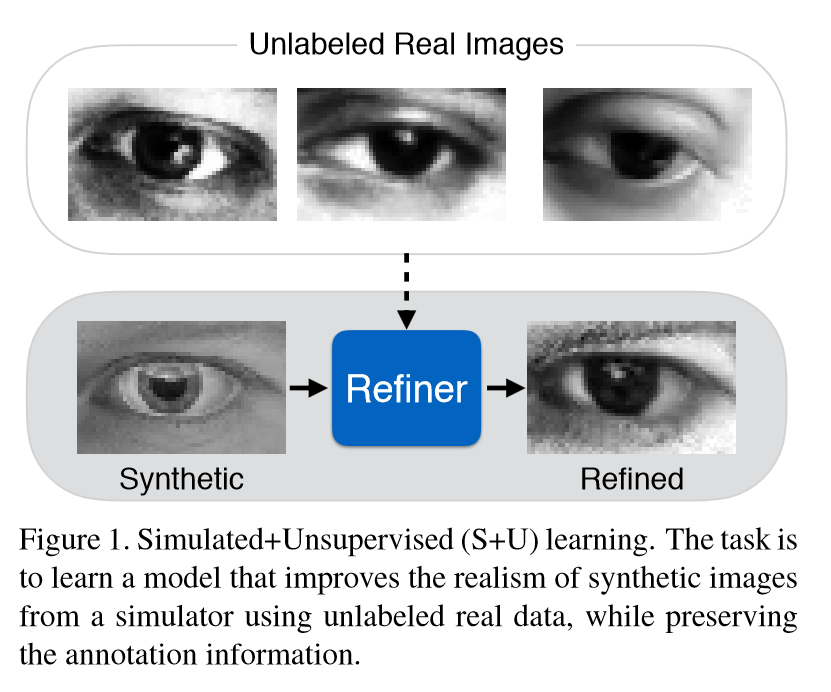 Unlabeled Real Images
Refiner
Synthetic
Refined
Figure 1. Simulated+Unsupervised (S+U) learning. The task is
to learn a model that improves the realism of synthetic images
from a simulator using unlabeled real data, while preserving
the annotation information.